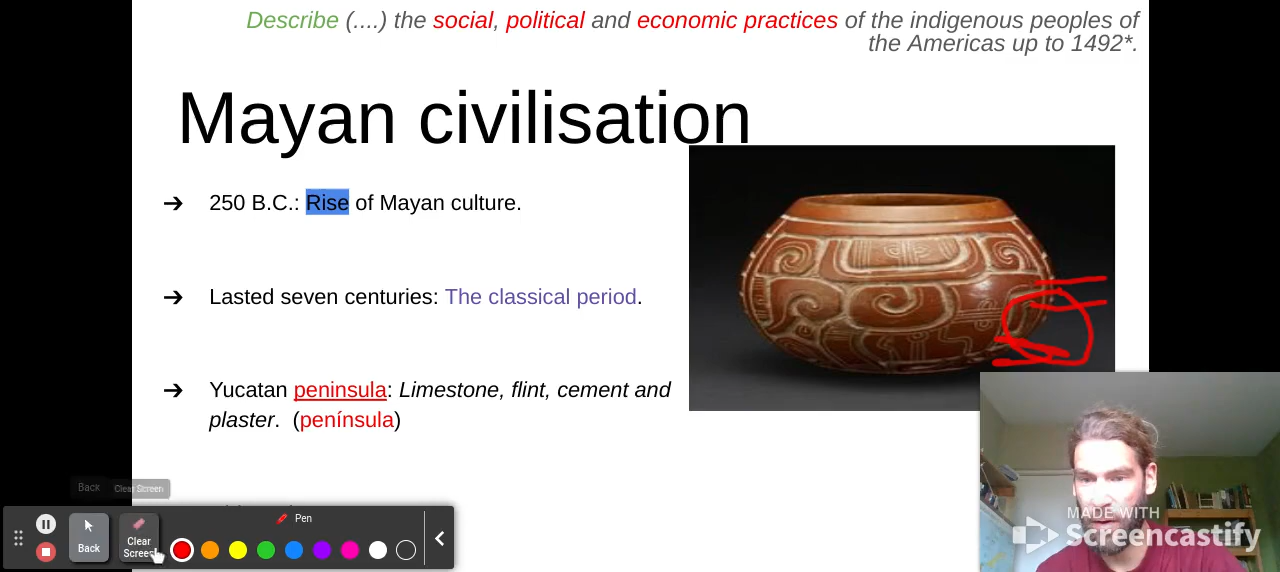 Describe (....) the social, political and economic practices of the indigenous peoples of
the Americas up to 1492*.
Mayan civilisation
➔ 250 B.C.: Rise of Mayan culture.
➔ Lasted seven centuries: The classical period.
➔ Yucatan peninsula: Limestone, flint, cement and
plaster. (península)
Back Clear Screen
Pen
Back
Clear
Screen
MADE WITH
Screencastify